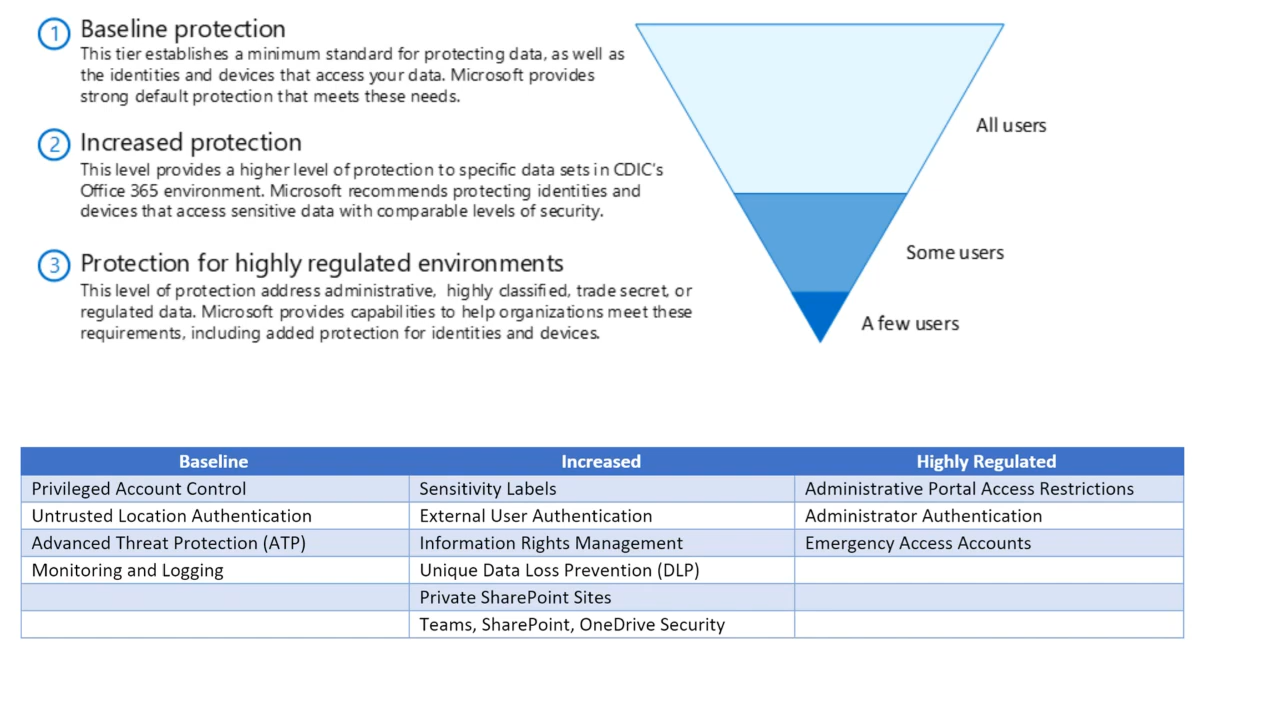 1 Baseline protection
This tier establishes a minimum standard for protecting data, as well as
the identities and devices that access your data. Microsoft provides
strong default protection that meets these needs.
2 Increased protection
This level provides a higher level of protection to specific data sets in CDIC's
Office 365 environment. Microsoft recommends protecting identities and
devices that access sensitive data with comparable levels of security.
3 Protection for highly regulated environments
This level of protection address administrative, highly classified, trade secret, or
regulated data. Microsoft provides capabilities to help organizations meet these
requirements, including added protection for identities and devices.
All users
Some users
A few users
Baseline Increased Highly Regulated
Privileged Account Control Sensitivity Labels Administrative Portal Access Restrictions
Untrusted Location Authentication External User Authentication Administrator Authentication
Advanced Threat Protection (ATP) Information Rights Management Emergency Access Accounts
Monitoring and Logging Unique Data Loss Prevention (DLP)
Private SharePoint Sites
Teams, SharePoint, OneDrive Security